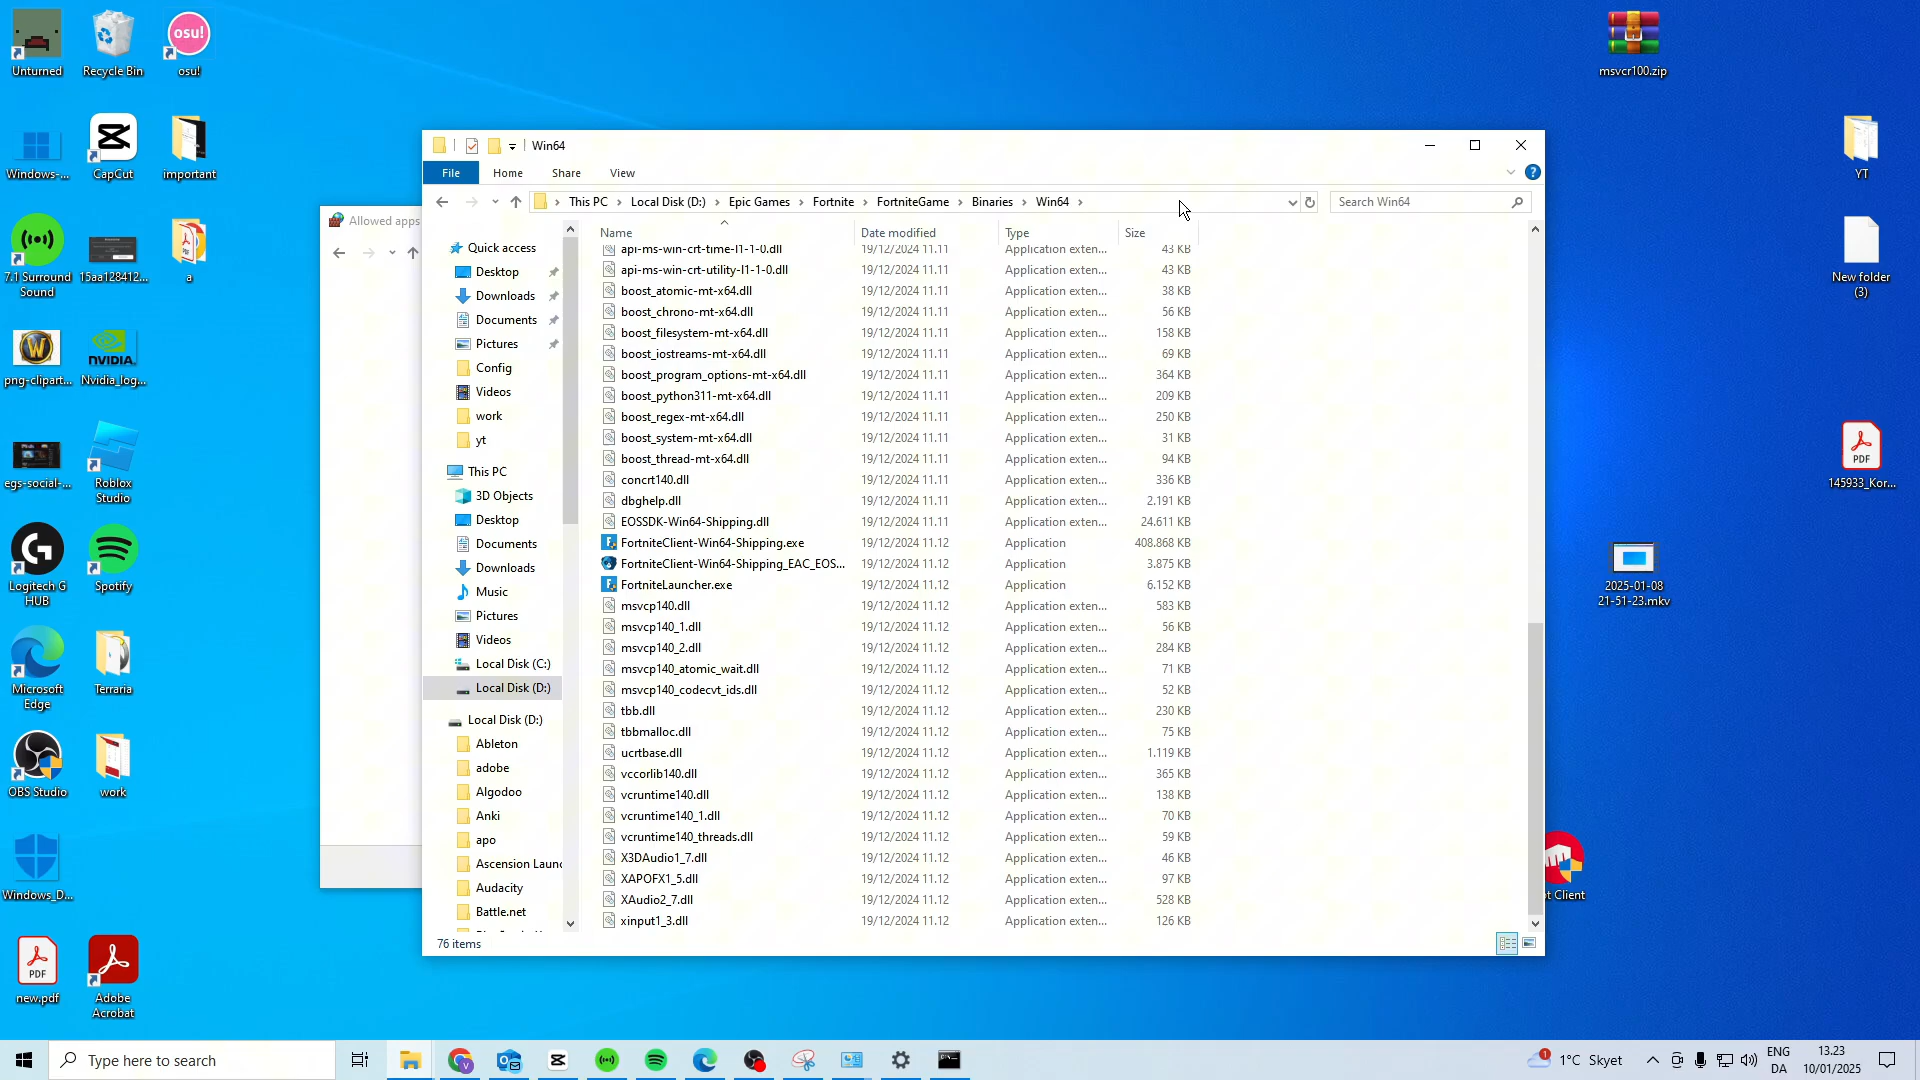 Unturned
Recycle Bin
osu!
osu!
msvcr100.zip
Windows-...
CapCut
important
YT
7.1 Surround
Sound
15aa128412...
a
New folder
(3)
png-clipart...
NVIDIA.
Nvidia_log...
egs-social-...
Roblox
Studio
PDF
145933_Kor...
Logitech G
HUB
Spotify
2025-01-08
21-51-23.mkv
Microsoft
Edge
Terraria
OBS Studio
work
Windows_D...
PDF
new.pdf
Adobe
Acrobat
Allowed apps
Win64
File
Home
Share
View
This PC
Local Disk (D:)
Epic Games
Fortnite
FortniteGame
Binaries
Win64
Search Win64
Quick access
Desktop
Downloads
Documents
Pictures
Config
Videos
work
yt
This PC
3D Objects
Desktop
Documents
Downloads
Music
Pictures
Videos
Local Disk (C:)
Local Disk (D:)
Local Disk (D:)
Ableton
adobe
Algodoo
Anki
apo
Ascension Launc
Audacity
Battle.net
Name Date modified Type Size
api-ms-win-crt-time-l1-1-0.dll 19/12/2024 11.11 Application exten... 43 KB
api-ms-win-crt-utility-l1-1-0.dll 19/12/2024 11.11 Application exten... 43 KB
boost_atomic-mt-x64.dll 19/12/2024 11.11 Application exten... 38 KB
boost_chrono-mt-x64.dll 19/12/2024 11.11 Application exten... 56 KB
boost_filesystem-mt-x64.dll 19/12/2024 11.11 Application exten... 158 KB
boost_iostreams-mt-x64.dll 19/12/2024 11.11 Application exten... 69 KB
boost_program_options-mt-x64.dll 19/12/2024 11.11 Application exten... 364 KB
boost_python311-mt-x64.dll 19/12/2024 11.11 Application exten... 209 KB
boost_regex-mt-x64.dll 19/12/2024 11.11 Application exten... 250 KB
boost_system-mt-x64.dll 19/12/2024 11.11 Application exten... 31 KB
boost_thread-mt-x64.dll 19/12/2024 11.11 Application exten... 94 KB
concrt140.dll 19/12/2024 11.11 Application exten... 336 KB
dbghelp.dll 19/12/2024 11.11 Application exten... 2.191 KB
EOSSDK-Win64-Shipping.dll 19/12/2024 11.11 Application exten... 24.611 KB
FortniteClient-Win64-Shipping.exe 19/12/2024 11.12 Application 408.868 KB
FortniteClient-Win64-Shipping_EAC_EOS... 19/12/2024 11.12 Application 3.875 KB
FortniteLauncher.exe 19/12/2024 11.12 Application 6.152 KB
msvcp140.dll 19/12/2024 11.12 Application exten... 583 KB
msvcp140_1.dll 19/12/2024 11.12 Application exten... 56 KB
msvcp140_2.dll 19/12/2024 11.12 Application exten... 284 KB
msvcp140_atomic_wait.dll 19/12/2024 11.12 Application exten... 71 KB
msvcp140_codecvt_ids.dll 19/12/2024 11.12 Application exten... 52 KB
tbb.dll 19/12/2024 11.12 Application exten... 230 KB
tbbmalloc.dll 19/12/2024 11.12 Application exten... 75 KB
ucrtbase.dll 19/12/2024 11.12 Application exten... 1.119 KB
vccorlib140.dll 19/12/2024 11.12 Application exten... 365 KB
vcruntime140.dll 19/12/2024 11.12 Application exten... 138 KB
vcruntime140_1.dll 19/12/2024 11.12 Application exten... 70 KB
vcruntime140_threads.dll 19/12/2024 11.12 Application exten... 59 KB
X3DAudio1_7.dll 19/12/2024 11.12 Application exten... 46 KB
XAPOFX1_5.dll 19/12/2024 11.12 Application exten... 97 KB
XAudio2_7.dll 19/12/2024 11.12 Application exten... 528 KB
xinput1_3.dll 19/12/2024 11.12 Application exten... 126 KB
76 items
t Client
Type here to search
1
1°C Skyet
ENG
DA
13.23
10/01/2025